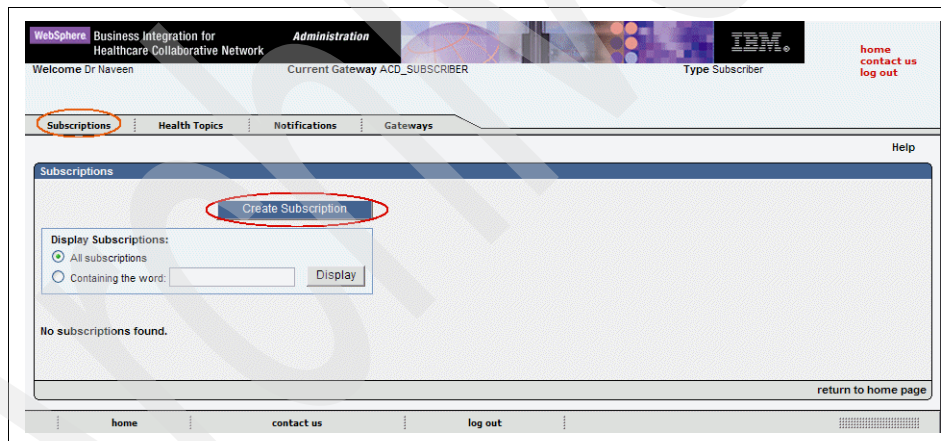 WebSphere Business Integration for
Healthcare Collaborative Network
Administration
IBM®
home
contact us
log out
Welcome Dr Naveen
Current Gateway ACD_SUBSCRIBER
Type Subscriber
Subscriptions
Health Topics
Notifications
Gateways
Help
Subscriptions
Create Subscription
Display Subscriptions:
All subscriptions
Containing the word:
Display
No subscriptions found.
return to home page
home
contact us
log out